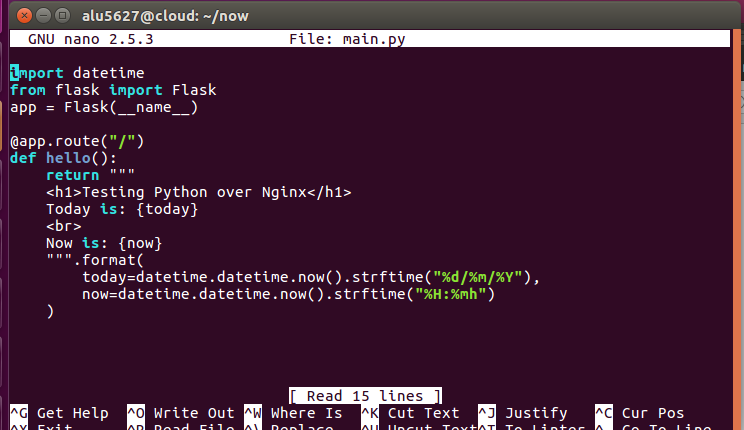 alu5627@cloud: ~/now
GNU nano 2.5.3 File: main.py
import datetime
from flask import Flask
app = Flask(__name__)
@app.route("/")
def hello():
return """
<h1>Testing Python over Nginx</h1>
Today is: {today}
<br>
Now is: {now}
""".format(
today=datetime.datetime.now().strftime("%d/%m/%Y"),
now=datetime.datetime.now().strftime("%H:%mh")
)
[ Read 15 lines ]
^G Get Help ^O Write Out ^W Where Is ^K Cut Text ^J Justify ^C Cur Pos
^X Exit ^R Read File ^\ Replace ^U Uncut Text ^T To Linter ^_ Go To Line